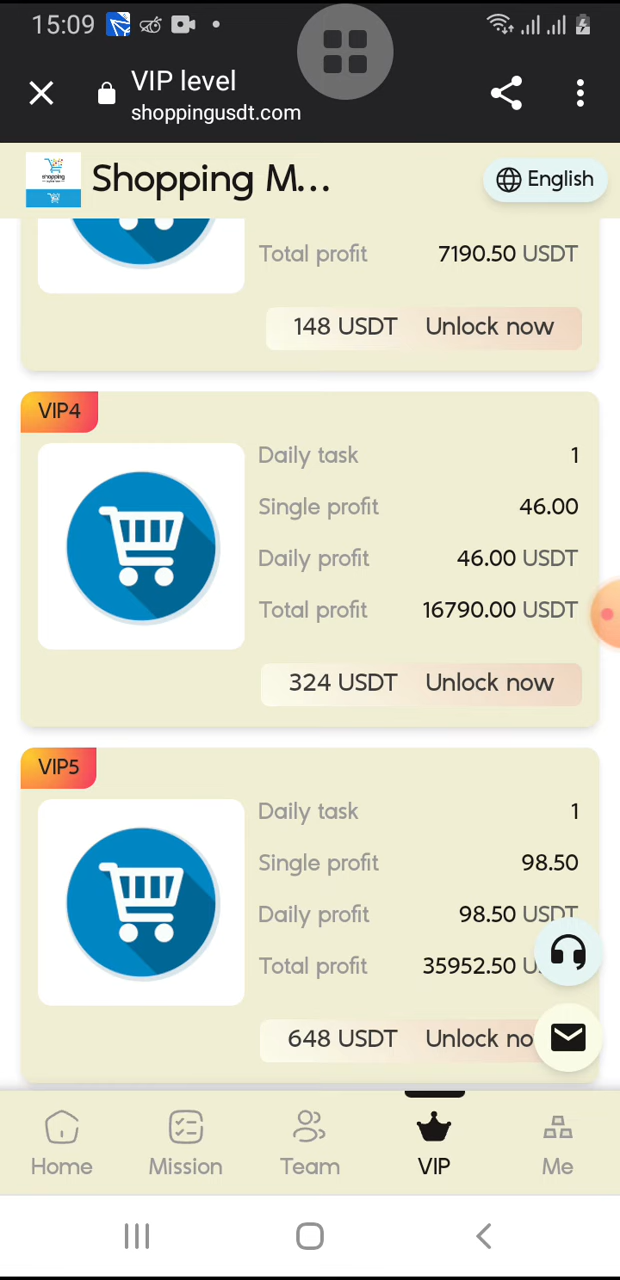 15:09
VIP level
shoppingusdt.com
Shopping M...
English
Total profit 7190.50 USDT
148 USDT Unlock now
VIP4
Daily task 1
Single profit 46.00
Daily profit 46.00 USDT
Total profit 16790.00 USDT
324 USDT Unlock now
VIP5
Daily task 1
Single profit 98.50
Daily profit 98.50 USDT
Total profit 35952.50 U
648 USDT Unlock no
Home Mission Team VIP Me